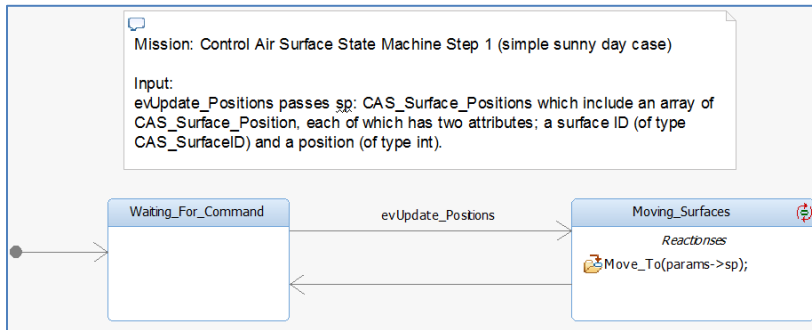 Mission: Control Air Surface State Machine Step 1 (simple sunny day case)
Input:
evUpdate_Positions passes sp: CAS_Surface_Positions which include an array of
CAS_Surface_Position, each of which has two attributes; a surface ID (of type
CAS_SurfaceID) and a position (of type int).
Waiting_For_Command
evUpdate_Positions
Moving_Surfaces
Reactionses
Move_To(params->sp);